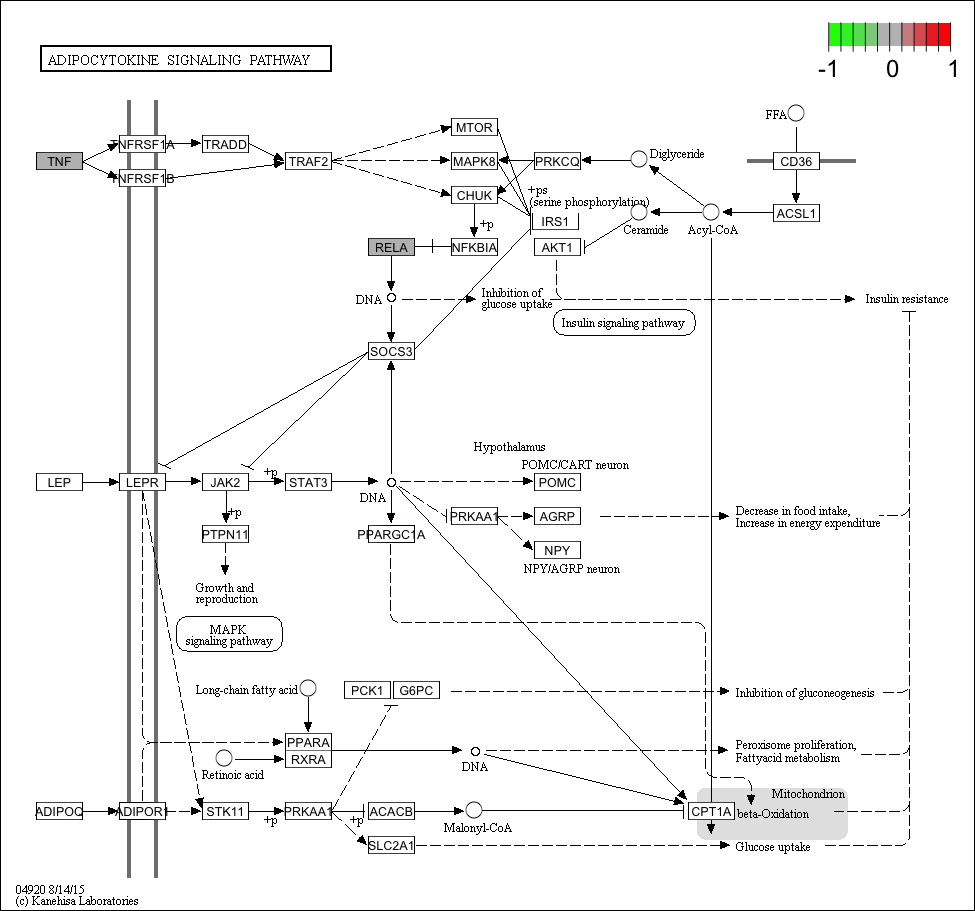 ADIPOCYTOKINE SIGNALING PATHWAY
-1 0 1
FFA
MTOR
TNFRSF1A
TRADD
TNF
TRAF2
MAPK8
PRKCQ
Diglyceride
CD36
TNFRSF1B
CHUK
+ps
(serine phosphorylation)
IRS1
ACSL1
+p
Ceramide
Acyl-CoA
RELA
NFKBIA
AKT1
DNA
Inhibition of
glucose uptake
Insulin resistance
Insulin signaling pathway
SOCS3
Hypothalamus
POMC/CART neuron
+p
LEP
LEPR
JAK2
STAT3
POMC
DNA
+p
PRKAA1
AGRP
Decrease in food intake,
Increase in energy expenditure
PTPN11
PPARGC1A
NPY
NPY/AGRP neuron
Growth and
reproduction
MAPK
signaling pathway
Long-chain fatty acid
PCK1
G6PC
Inhibition of gluconeogenesis
PPARA
RXRA
Retinoic acid
DNA
Peroxisome proliferation,
Fattyacid metabolism
Mitochondrion
ADIPOQ
ADIPOR1
STK11
PRKAA1
ACACB
CPT1A
beta-Oxidation
+p
+p
Malonyl-CoA
SLC2A1
Glucose uptake
04920 8/14/15
(c) Kanehisa Laboratories